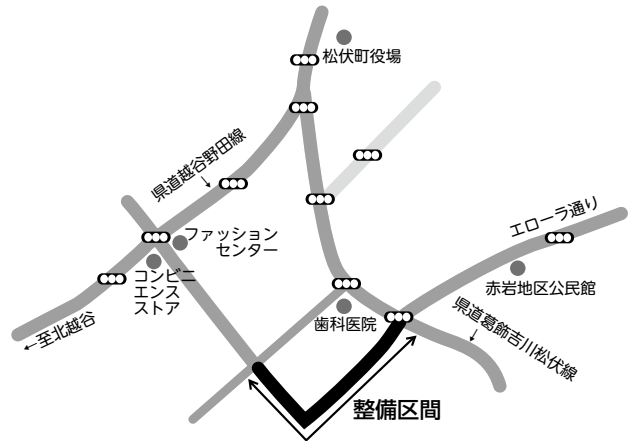 松伏町役場
県道越谷野田線
ファッション
センター
エローラ通り
コンビニ
エンス
ストア
赤岩地区公民館
歯科医院
←至北越谷
県道葛飾吉川松伏線
整備区間